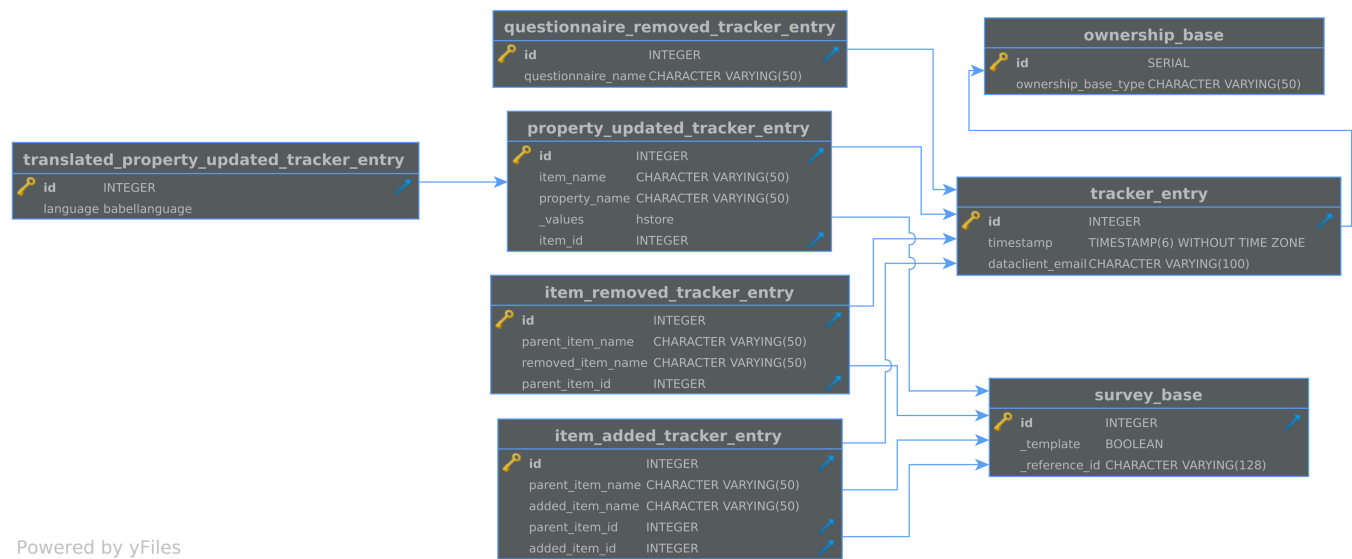 questionnaire_removed_tracker_entry
id INTEGER
questionnaire_name CHARACTER VARYING(50)
ownership_base
id SERIAL
ownership_base_type CHARACTER VARYING(50)
property_updated_tracker_entry
id INTEGER
item_name CHARACTER VARYING(50)
property_name CHARACTER VARYING(50)
_values hstore
item_id INTEGER
translated_property_updated_tracker_entry
id INTEGER
language babellanguage
tracker_entry
id INTEGER
timestamp TIMESTAMP(6) WITHOUT TIME ZONE
dataclient_email CHARACTER VARYING(100)
item_removed_tracker_entry
id INTEGER
parent_item_name CHARACTER VARYING(50)
removed_item_name CHARACTER VARYING(50)
parent_item_id INTEGER
survey_base
id INTEGER
_template BOOLEAN
_reference_id CHARACTER VARYING(128)
item_added_tracker_entry
id INTEGER
parent_item_name CHARACTER VARYING(50)
added_item_name CHARACTER VARYING(50)
parent_item_id INTEGER
added_item_id INTEGER
Powered by yFiles